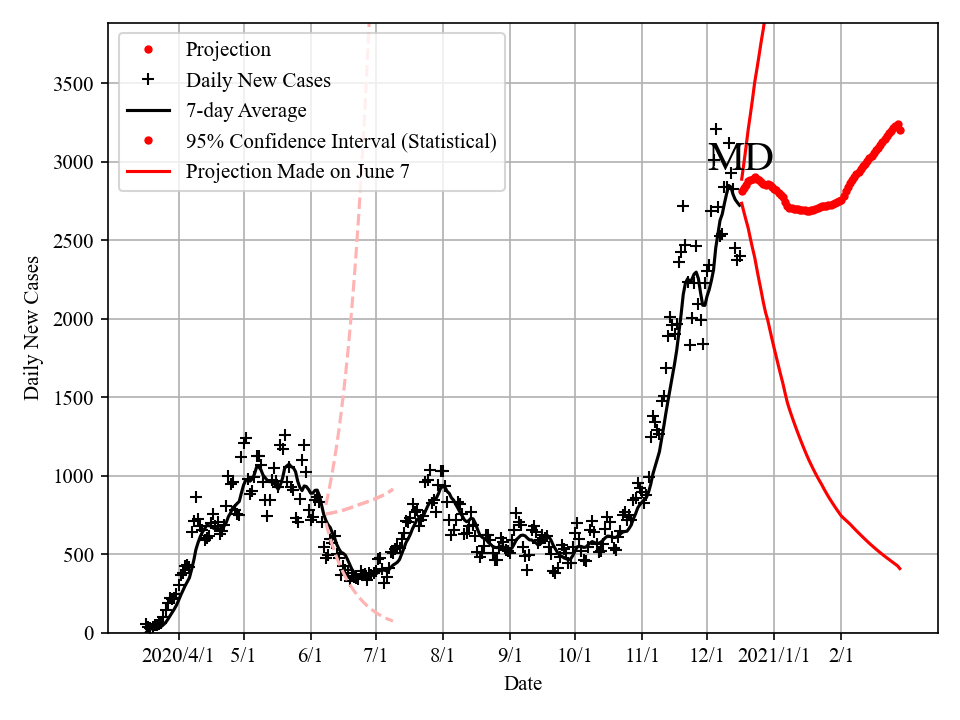 Projection
Daily New Cases
7-day Average
95% Confidence Interval (Statistical)
Projection Made on June 7
MD
3500
3000
2500
2000
1500
1000
500
0
Daily New Cases
2020/4/1 5/1 6/1 7/1 8/1 9/1 10/1 11/1 12/1 2021/1/1 2/1
Date